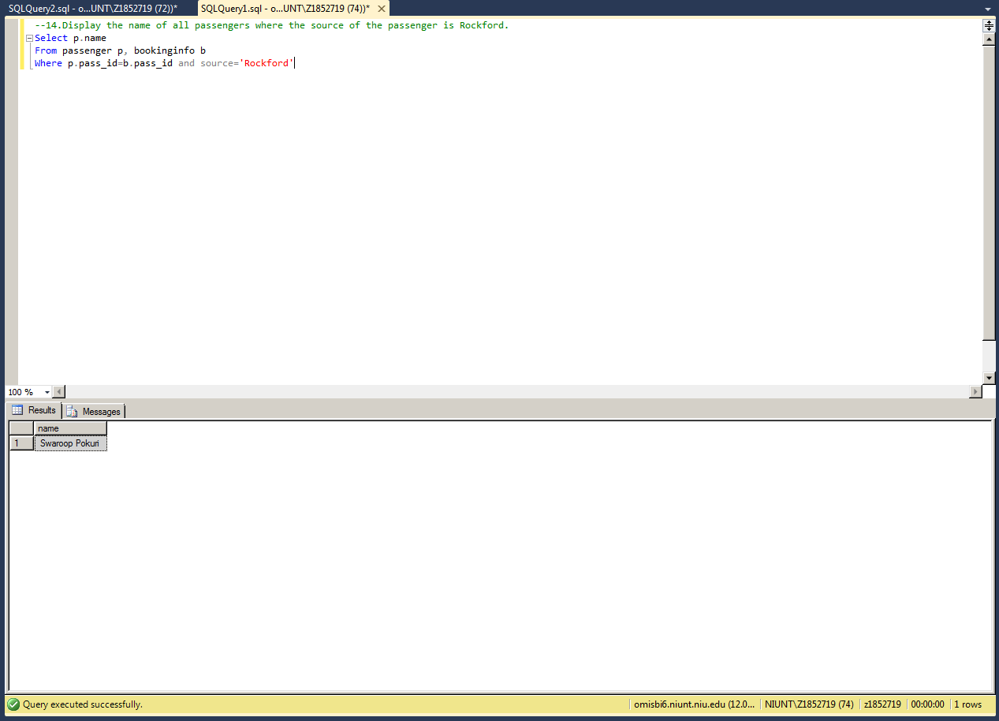 SQLQuery2.sql - o...UNT\Z1852719 (72))* SQLQuery1.sql - o...UNT\Z1852719 (74))*
--14.Display the name of all passengers where the source of the passenger is Rockford.
Select p.name
From passenger p, bookinginfo b
Where p.pass_id=b.pass_id and source='Rockford'
100 %
Results Messages
name
1 Swaroop Pokuri
Query executed successfully. omisbi6.niunt.niu.edu (12.0... NIUNT\Z1852719 (74) z1852719 00:00:00 1 rows